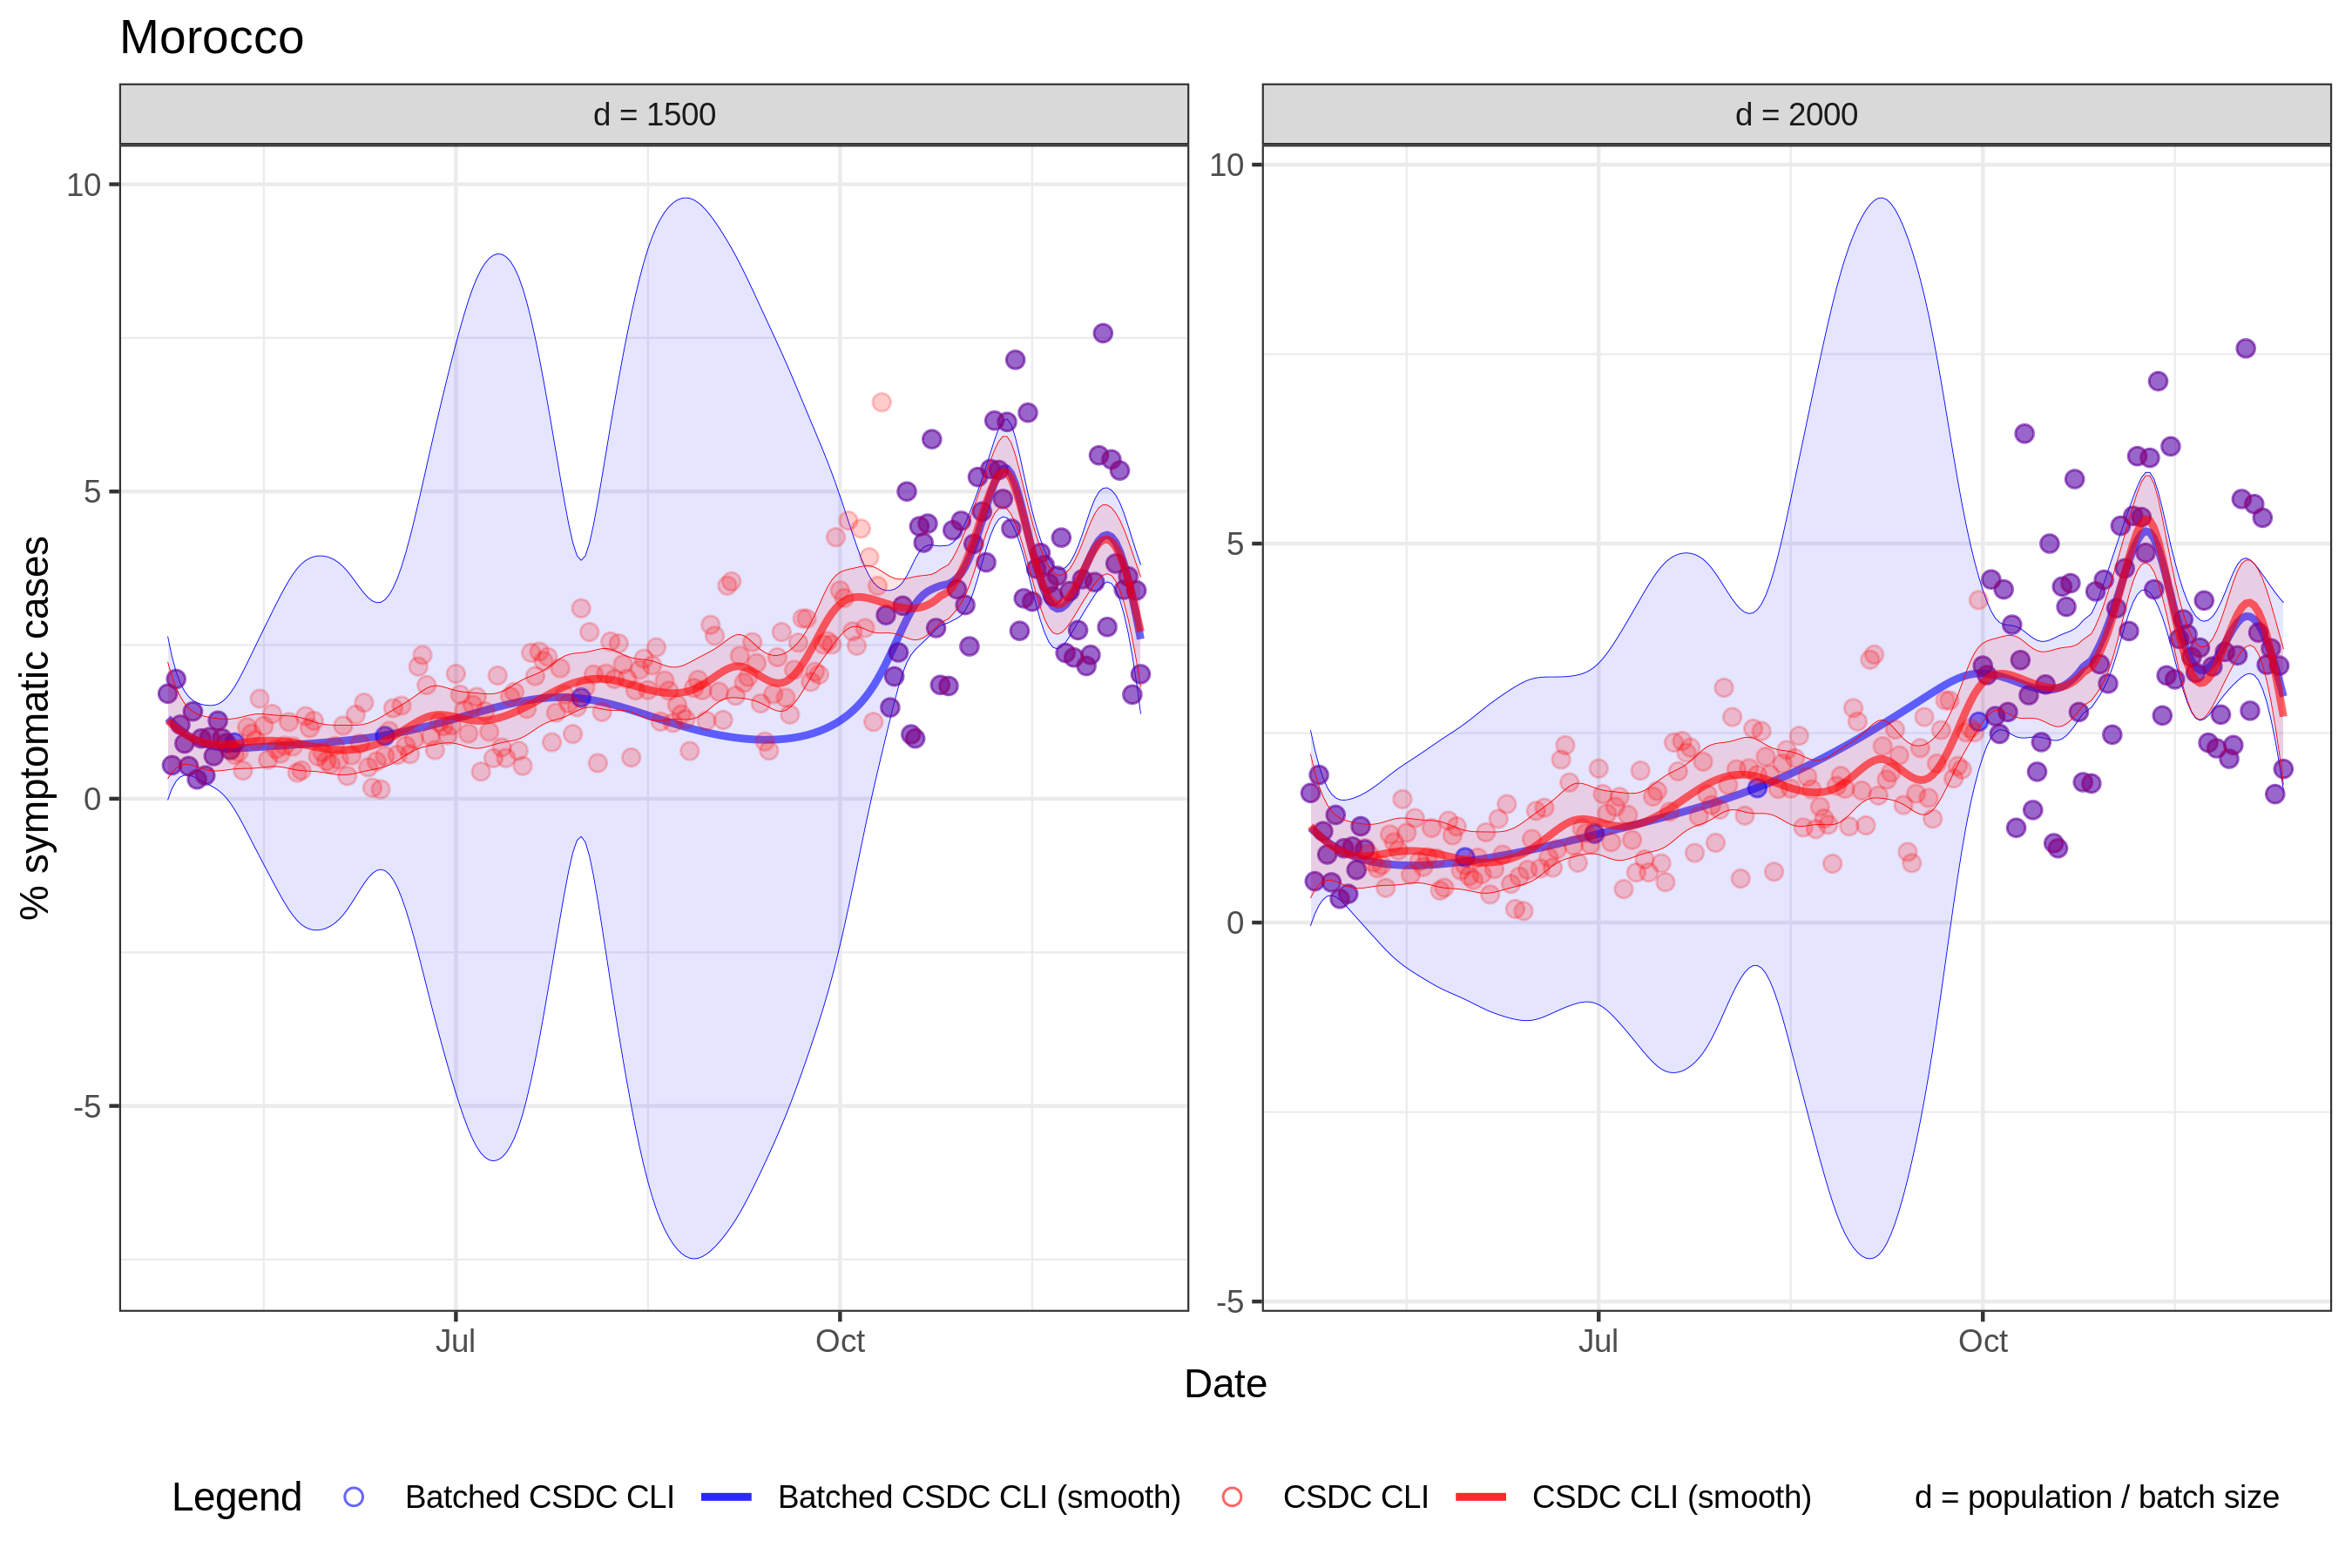 Morocco
d = 1500
d = 2000
10
5
0
-5
10
5
0
-5
% symptomatic cases
Jul
Oct
Jul
Oct
Date
Legend
Batched CSDC CLI
Batched CSDC CLI (smooth)
CSDC CLI
CSDC CLI (smooth)
d = population / batch size